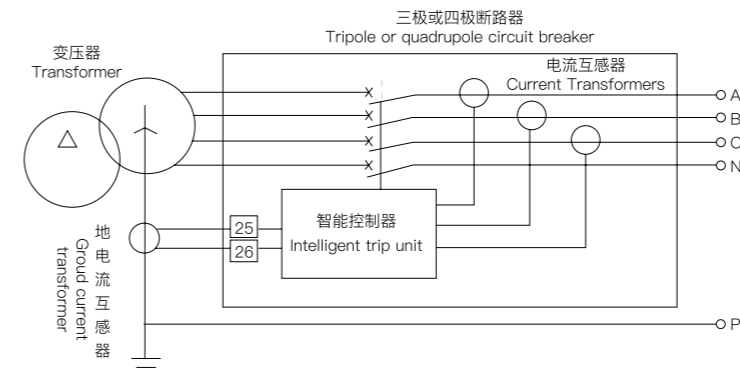 三极或四极断路器
Tripole or quadrupole circuit breaker
变压器
Transformer
电流互感器
Current Transformers
A
B
C
N
智能控制器
Intelligent trip unit
25
26
地电流互感器
Groud current
transformer
P